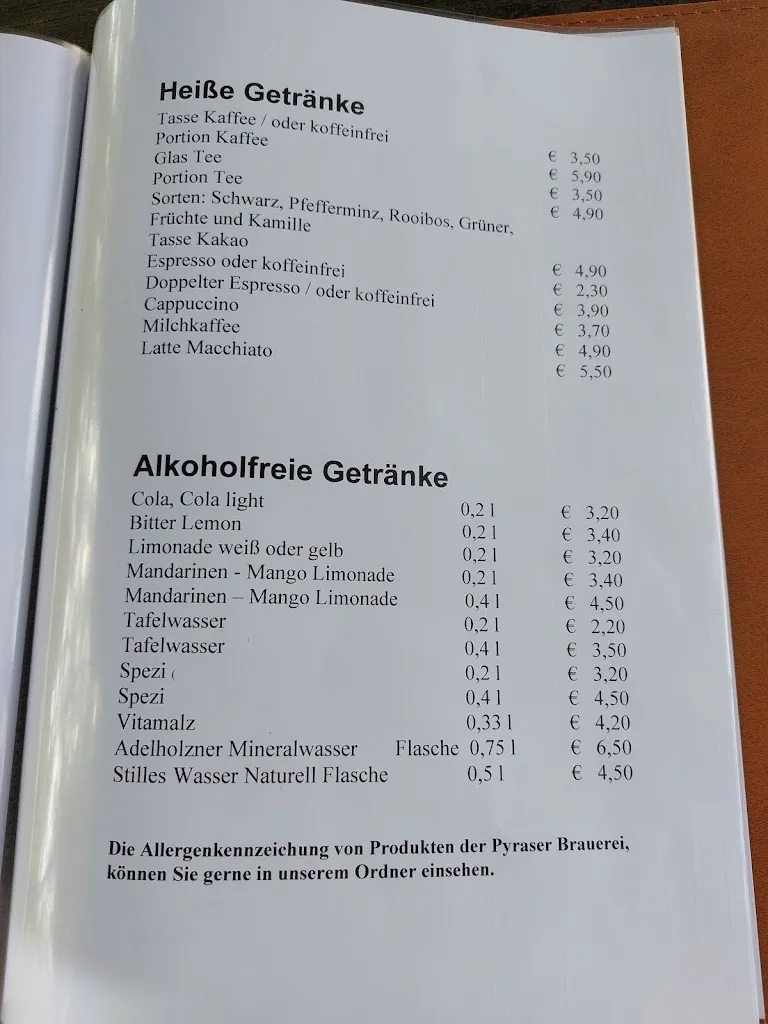 Heiße Getränke
Tasse Kaffee / oder koffeinfrei € 3,50
Portion Kaffee € 5,90
Glas Tee € 3,50
Portion Tee € 4,90
Sorten: Schwarz, Pfefferminz, Rooibos, Grüner,
Früchte und Kamille
Tasse Kakao € 4,90
Espresso oder koffeinfrei € 2,30
Doppelter Espresso / oder koffeinfrei € 3,90
Cappuccino € 3,70
Milchkaffee € 4,90
Latte Macchiato € 5,50
Alkoholfreie Getränke
Cola, Cola light 0,2 l € 3,20
Bitter Lemon 0,2 l € 3,40
Limonade weiß oder gelb 0,2 l € 3,20
Mandarinen - Mango Limonade 0,2 l € 3,40
Mandarinen – Mango Limonade 0,4 l € 4,50
Tafelwasser 0,2 l € 2,20
Tafelwasser 0,4 l € 3,50
Spezi ( 0,2 l € 3,20
Spezi 0,4 l € 4,50
Vitamalz 0,33 l € 4,20
Adelholzner Mineralwasser Flasche 0,75 l € 6,50
Stilles Wasser Naturell Flasche 0,5 l € 4,50
Die Allergenkennzeichung von Produkten der Pyraser Brauerei,
können Sie gerne in unserem Ordner einsehen.